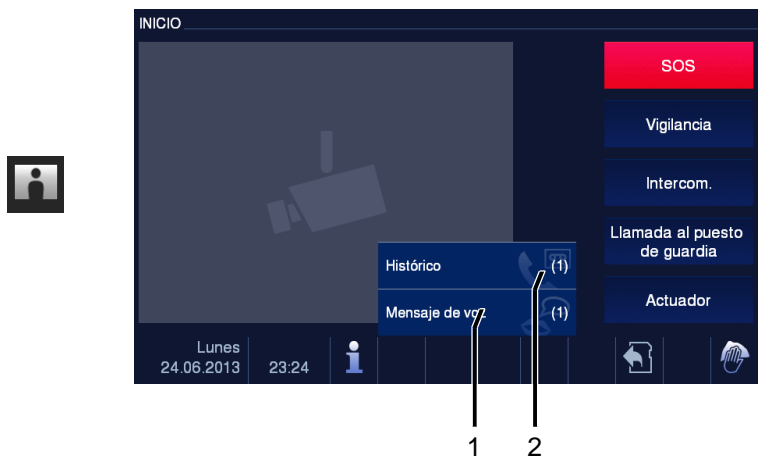 INICIO
SOS
Vigilancia
Intercom.
Llamada al puesto
de guardia
Actuador
Histórico (1)
Mensaje de voz (1)
Lunes
24.06.2013 23:24
1 2